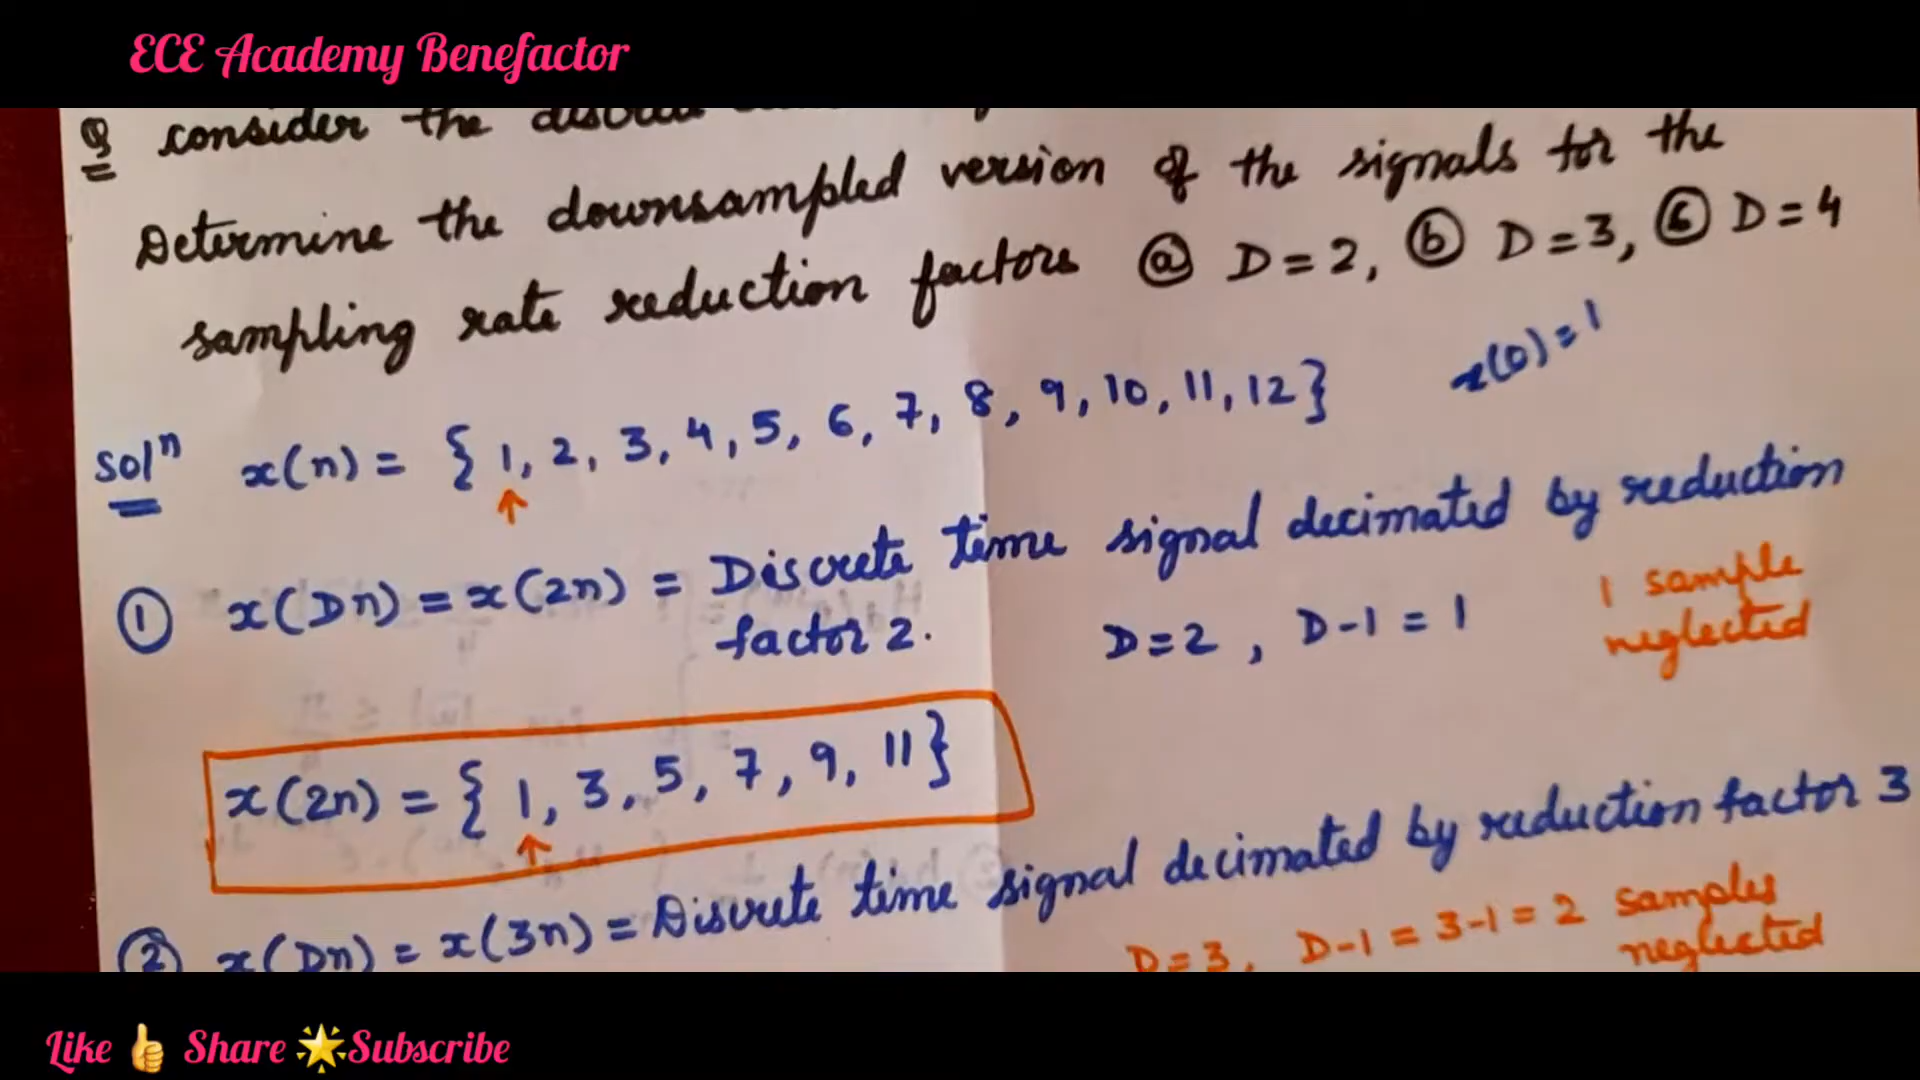 ECE Academy Benefactor
Q consider the
Determine the downsampled version of the signals for the
sampling rate reduction factors ⓐ D = 2, ⓑ D = 3, ⓒ D = 4
x(0) = 1
Solⁿ x(n) = { 1, 2, 3, 4, 5, 6, 7, 8, 9, 10, 11, 12}
↑
① x(Dn) = x(2n) = Discrete time signal decimated by reduction
factor 2. D=2 , D-1 = 1 1 sample
neglected
x(2n) = { 1, 3, 5, 7, 9, 11}
↑
② x(Dn) = x(3n) = Discrete time signal decimated by reduction factor 3
D=3, D-1 = 3-1 = 2 samples
neglected
Like 👍 Share 🌟Subscribe